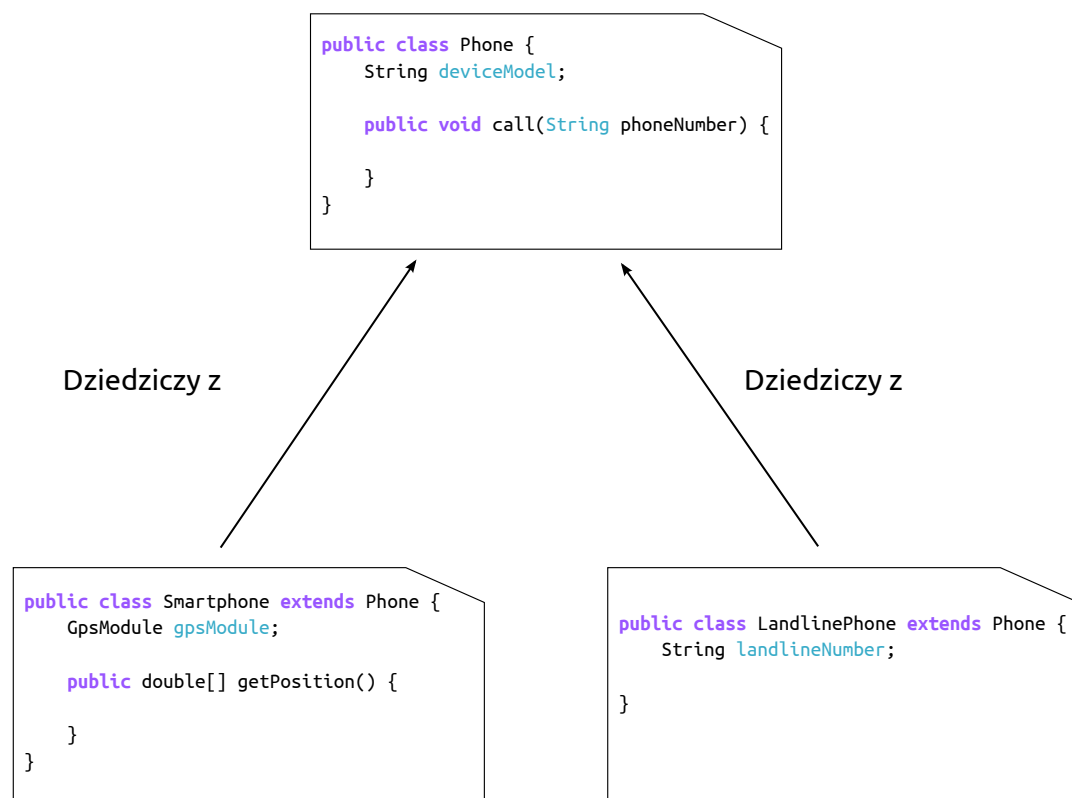 public class Phone {
    String deviceModel;
    public void call(String phoneNumber) {
    }
}
Dziedziczy z
Dziedziczy z
public class Smartphone extends Phone {
    GpsModule gpsModule;
    public double[] getPosition() {
    }
}
public class LandlinePhone extends Phone {
    String landlineNumber;
}